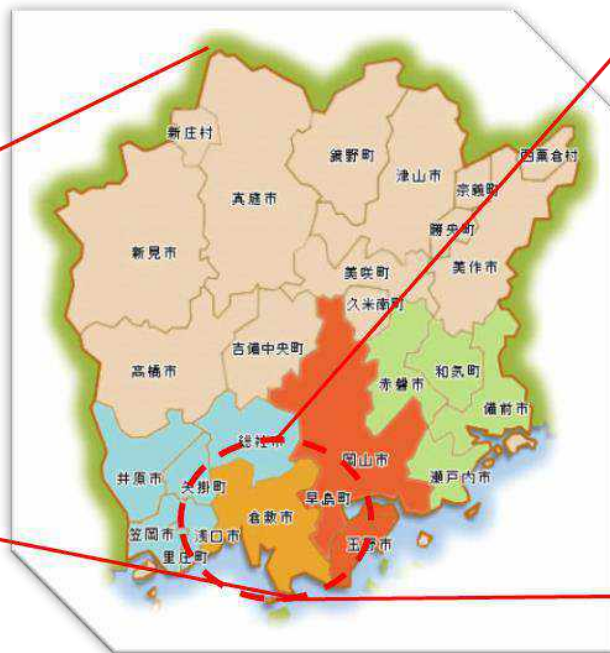 新庄村
鏡野町
西粟倉村
津山市
奈義町
真庭市
勝央町
新見市
美咲町
美作市
久米南町
吉備中央町
高梁市
和気町
赤磐市
備前市
総社市
岡山市
井原市
瀬戸内市
矢掛町
早島町
倉敷市
笠岡市
浅口市
玉野市
里庄町